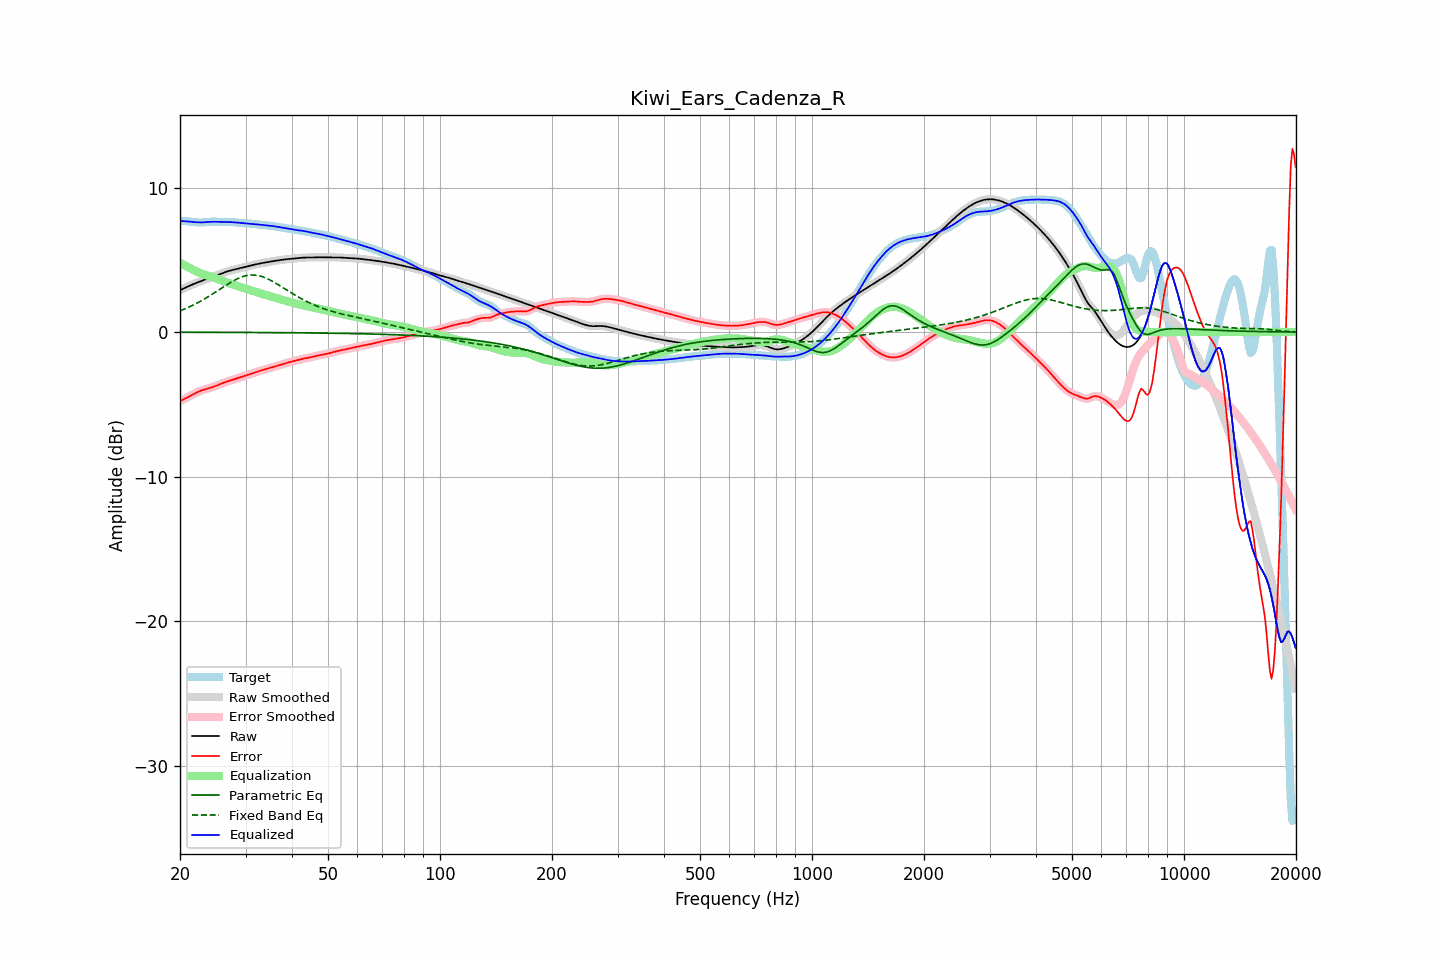 Kiwi_Ears_Cadenza_R
Amplitude (dBr)
10
0
−10
−20
−30
Target
Raw Smoothed
Error Smoothed
Raw
Error
Equalization
Parametric Eq
Fixed Band Eq
Equalized
20 50 100 200 500 1000 2000 5000 10000 20000
Frequency (Hz)